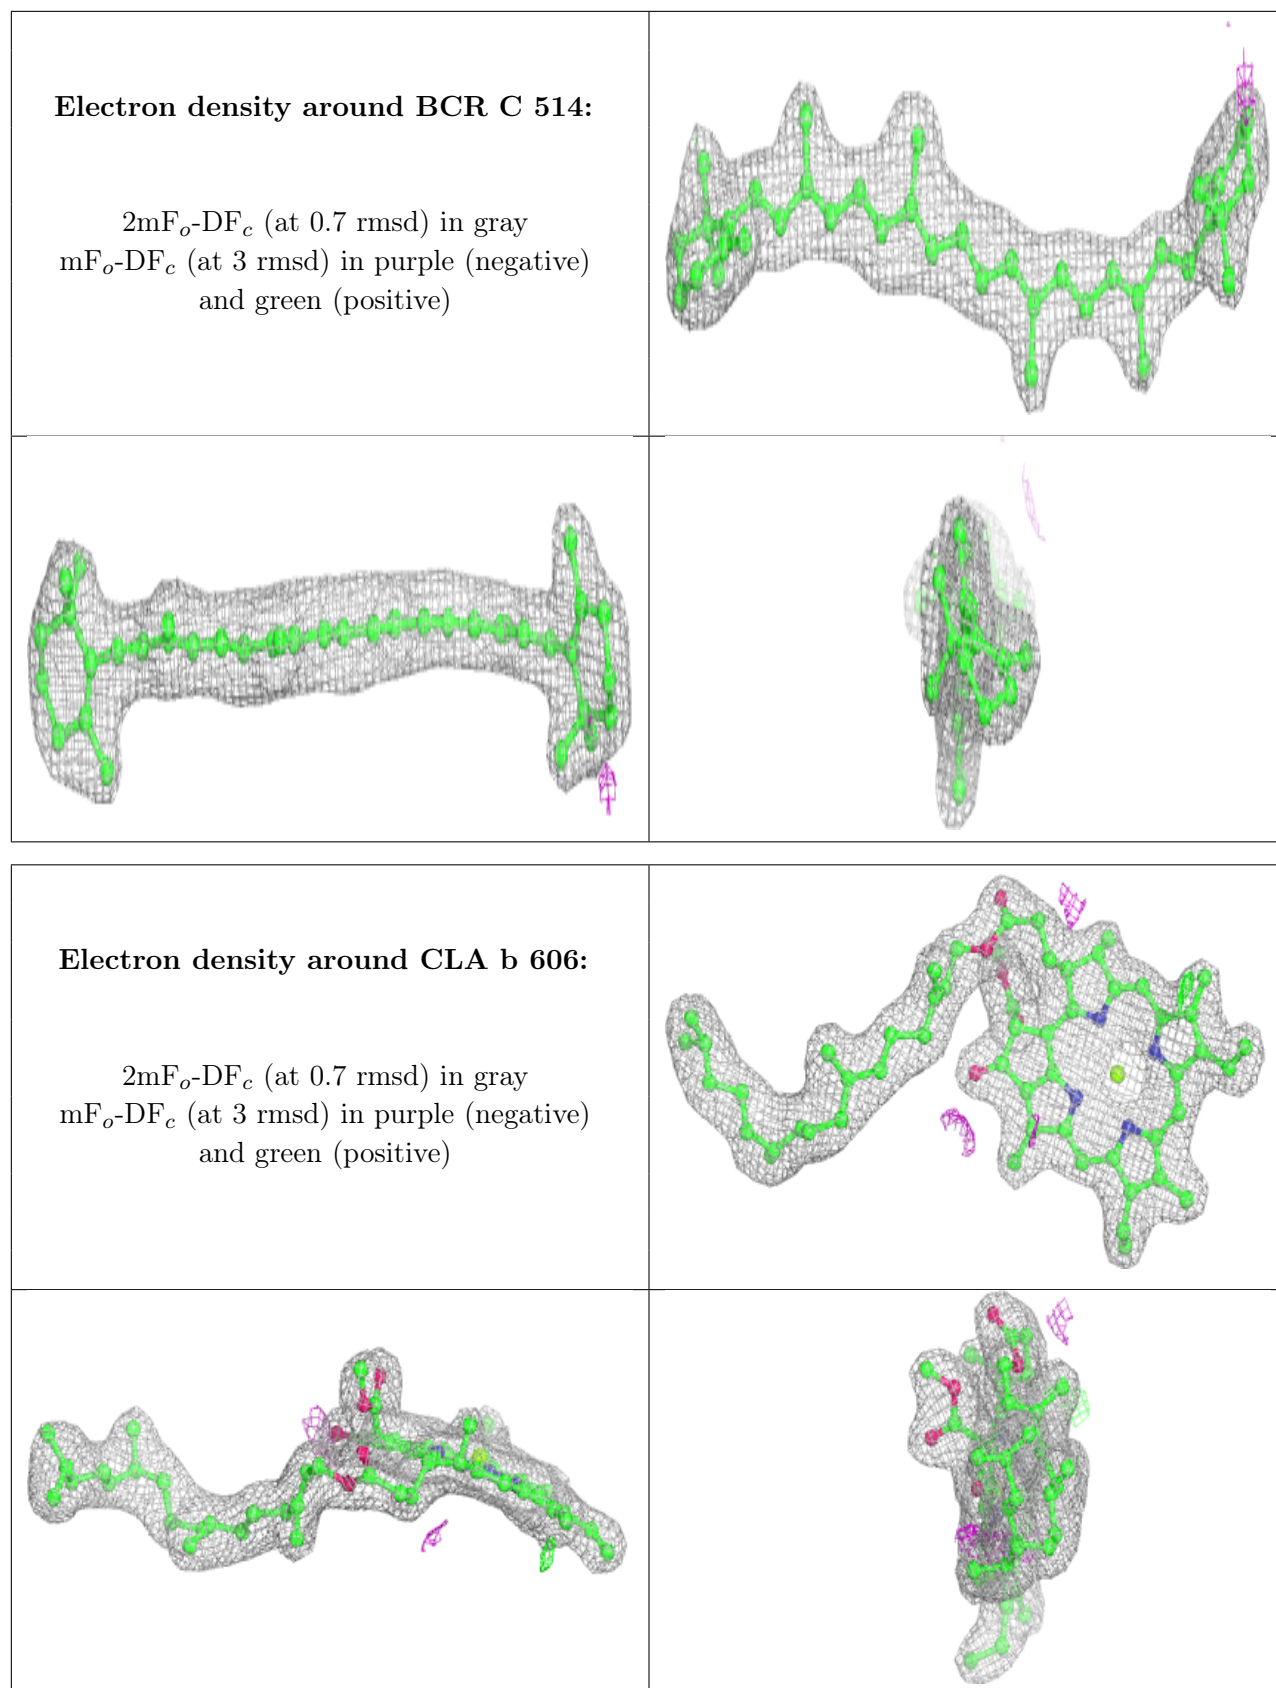 Electron density around BCR C 514:
2mFₒ-DF𝒸 (at 0.7 rmsd) in gray
mFₒ-DF𝒸 (at 3 rmsd) in purple (negative)
and green (positive)
Electron density around CLA b 606:
2mFₒ-DF𝒸 (at 0.7 rmsd) in gray
mFₒ-DF𝒸 (at 3 rmsd) in purple (negative)
and green (positive)